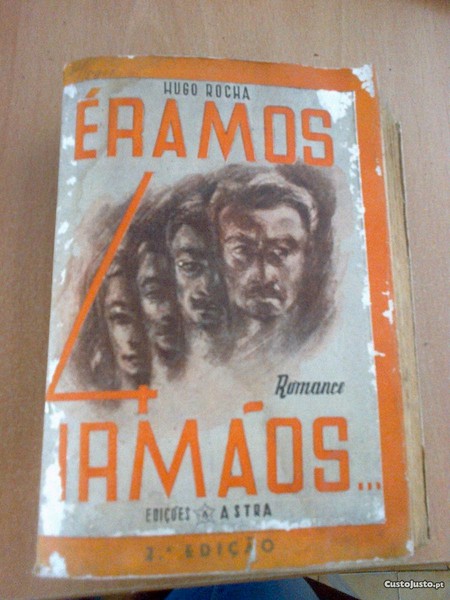 HUGO ROCHA
ÉRAMOS
4
Romance
IRMÃOS...
EDIÇÕES ASTRA
2.ª EDIÇÃO
CustoJusto.pt